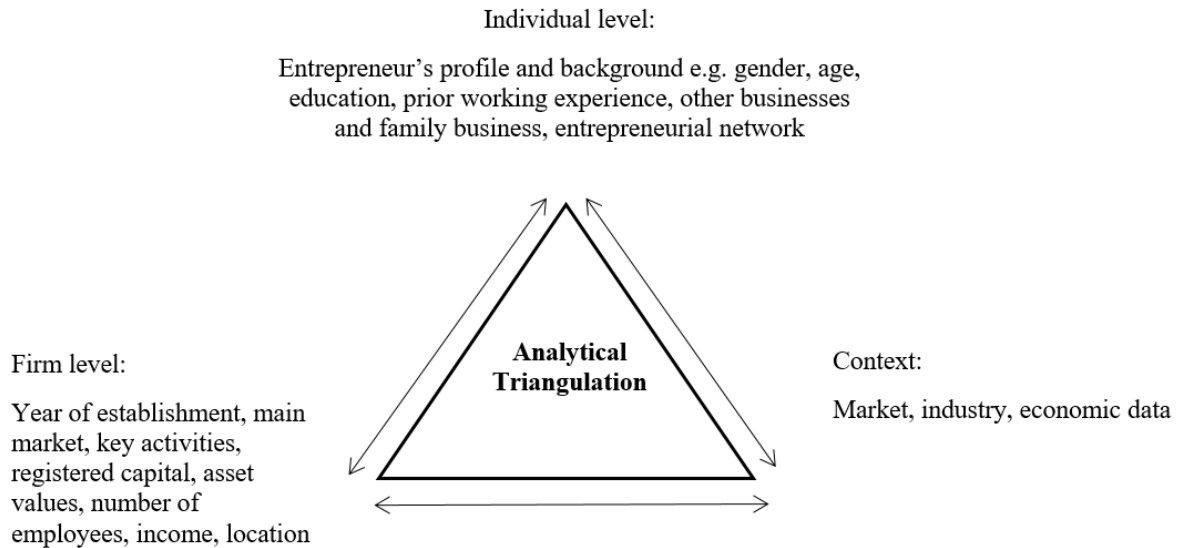 Individual level:
Entrepreneur’s profile and background e.g. gender, age,
education, prior working experience, other businesses
and family business, entrepreneurial network
Analytical
Triangulation
Firm level:
Year of establishment, main
market, key activities,
registered capital, asset
values, number of
employees, income, location
Context:
Market, industry, economic data